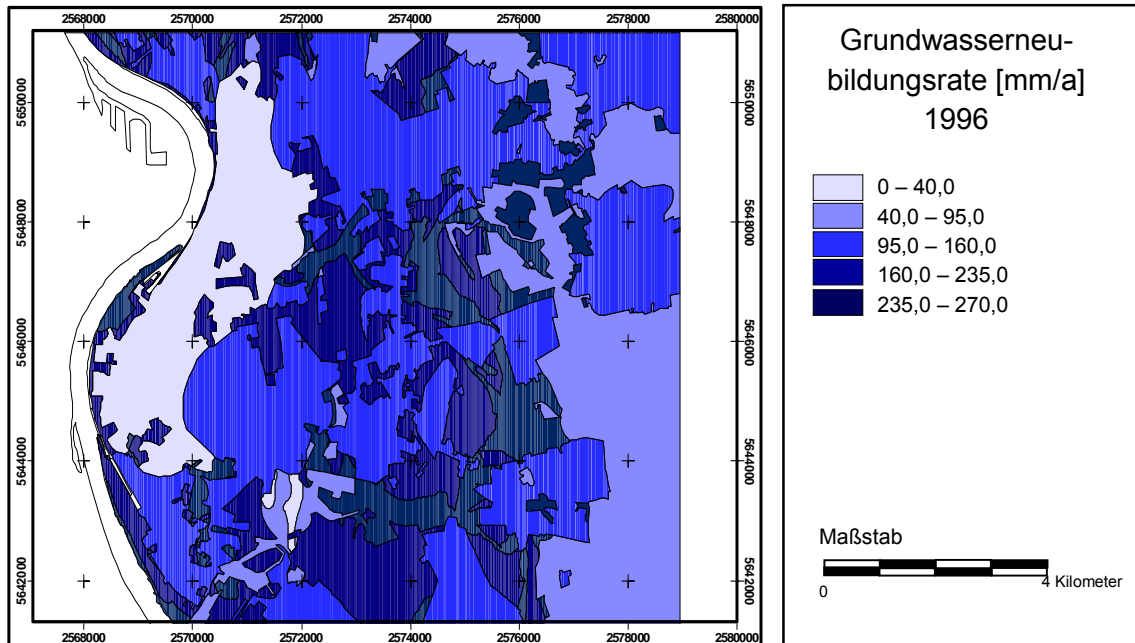 2568000 2570000 2572000 2574000 2576000 2578000 2580000
5650000 5650000
5648000 5648000
5646000 5646000
5644000 5644000
5642000 5642000
2568000 2570000 2572000 2574000 2576000 2578000 2580000
Grundwasserneu-
bildungsrate [mm/a]
1996
0 – 40,0
40,0 – 95,0
95,0 – 160,0
160,0 – 235,0
235,0 – 270,0
Maßstab
0 4 Kilometer